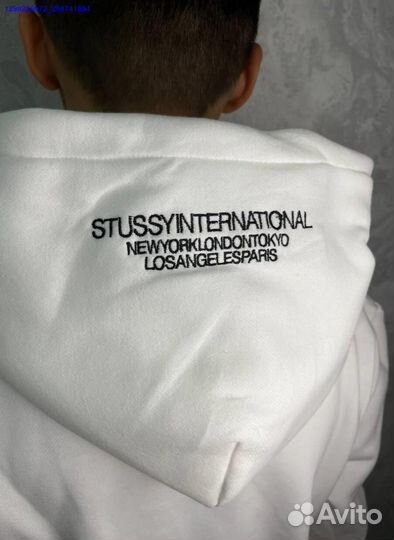 STUSSYINTERNATIONAL
NEWYORKLONDONTOKYO
LOSANGELESPARIS
Avito